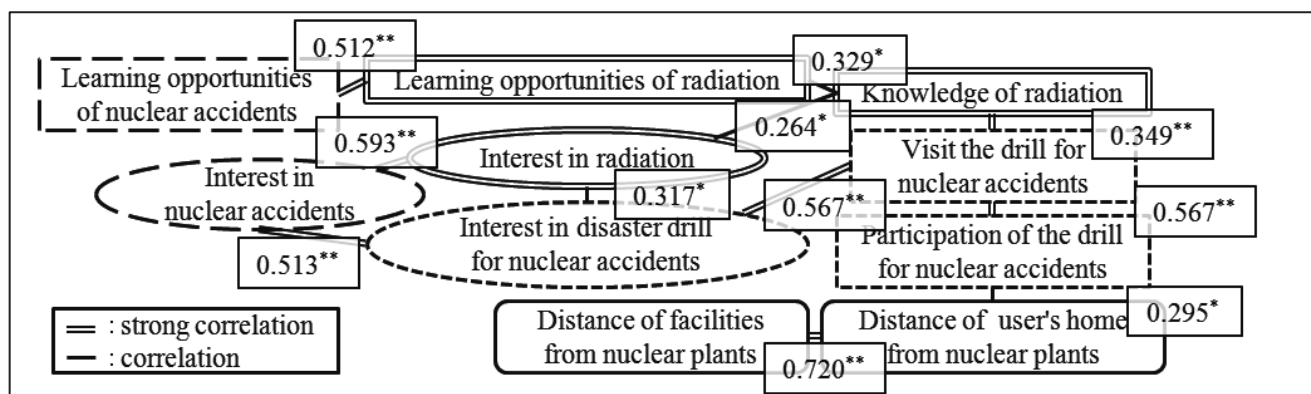 0.512**
0.329*
Learning opportunities
of nuclear accidents
Learning opportunities of radiation
Knowledge of radiation
0.593**
0.264*
0.349**
Interest in radiation
Visit the drill for
nuclear accidents
Interest in
nuclear accidents
0.317*
0.567**
0.567**
Interest in disaster drill
for nuclear accidents
Participation of the drill
for nuclear accidents
0.513**
0.295*
: strong correlation
: correlation
Distance of facilities
from nuclear plants
Distance of user's home
from nuclear plants
0.720**